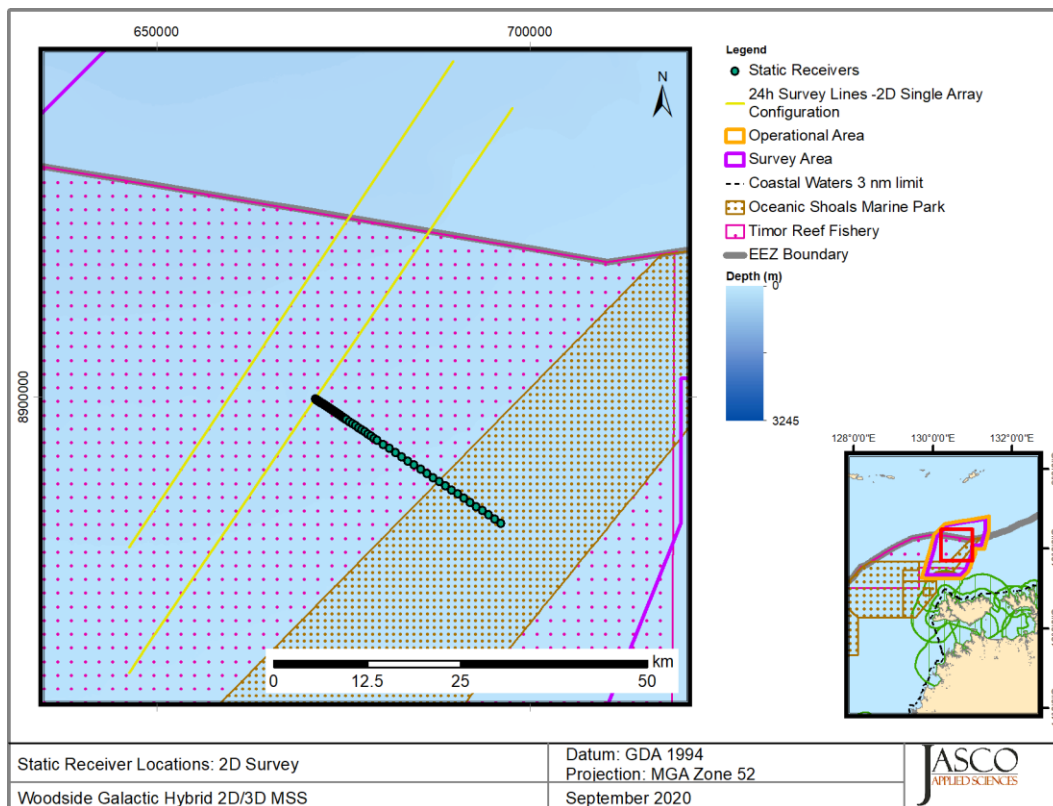 650000
700000
8900000
N
km
0
12.5
25
50
Legend
Static Receivers
24h Survey Lines -2D Single Array
Configuration
Operational Area
Survey Area
Coastal Waters 3 nm limit
Oceanic Shoals Marine Park
Timor Reef Fishery
EEZ Boundary
Depth (m)
0
3245
128°0'0"E
130°0'0"E
132°0'0"E
Static Receiver Locations: 2D Survey
Woodside Galactic Hybrid 2D/3D MSS
Datum: GDA 1994
Projection: MGA Zone 52
September 2020
JASCO
APPLIED SCIENCES